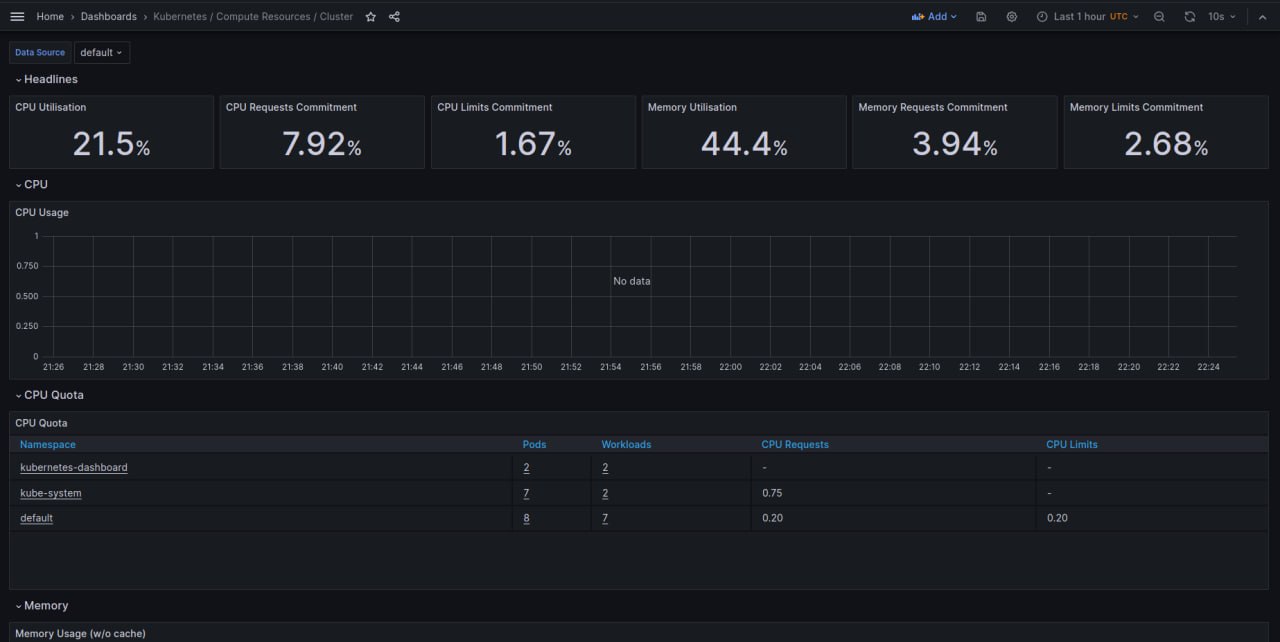 Home › Dashboards › Kubernetes / Compute Resources / Cluster Add Last 1 hour UTC 10s
Data Source default
Headlines
CPU Utilisation CPU Requests Commitment CPU Limits Commitment Memory Utilisation Memory Requests Commitment Memory Limits Commitment
21.5% 7.92% 1.67% 44.4% 3.94% 2.68%
CPU
CPU Usage
1
0.750
No data
0.500
0.250
0
21:26 21:28 21:30 21:32 21:34 21:36 21:38 21:40 21:42 21:44 21:46 21:48 21:50 21:52 21:54 21:56 21:58 22:00 22:02 22:04 22:06 22:08 22:10 22:12 22:14 22:16 22:18 22:20 22:22 22:24
CPU Quota
CPU Quota
Namespace Pods Workloads CPU Requests CPU Limits
kubernetes-dashboard 2 2 - -
kube-system 7 2 0.75 -
default 8 7 0.20 0.20
Memory
Memory Usage (w/o cache)